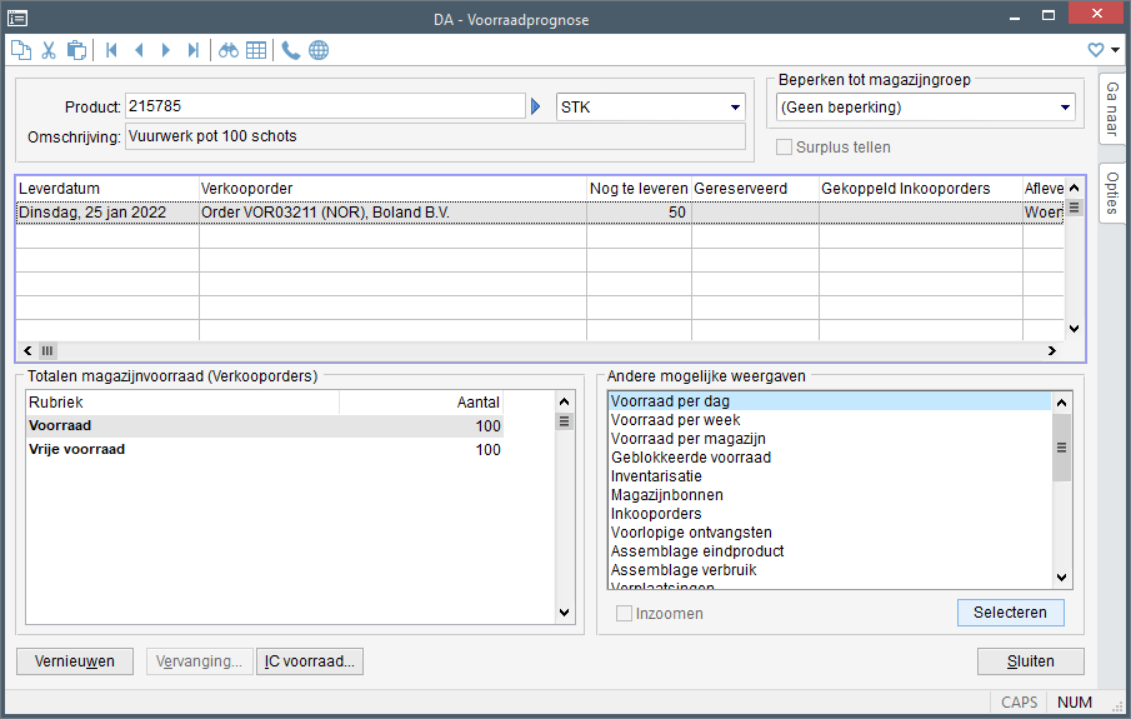 DA - Voorraadprognose
Beperken tot magazijngroep
Product: 215785 STK (Geen beperking)
Omschrijving: Vuurwerk pot 100 schots
Surplus tellen
Ga naar
Opties
Leverdatum Verkooporder Nog te leveren Gereserveerd Gekoppeld Inkooporders Afleve
Dinsdag, 25 jan 2022 Order VOR03211 (NOR), Boland B.V. 50 Woer
Totalen magazijnvoorraad (Verkooporders)
Rubriek Aantal
Voorraad 100
Vrije voorraad 100
Andere mogelijke weergaven
Voorraad per dag
Voorraad per week
Voorraad per magazijn
Geblokkeerde voorraad
Inventarisatie
Magazijnbonnen
Inkooporders
Voorlopige ontvangsten
Assemblage eindproduct
Assemblage verbruik
Verplaatsingen
Inzoomen Selecteren
Vernieuwen Vervanging... IC voorraad... Sluiten
CAPS NUM